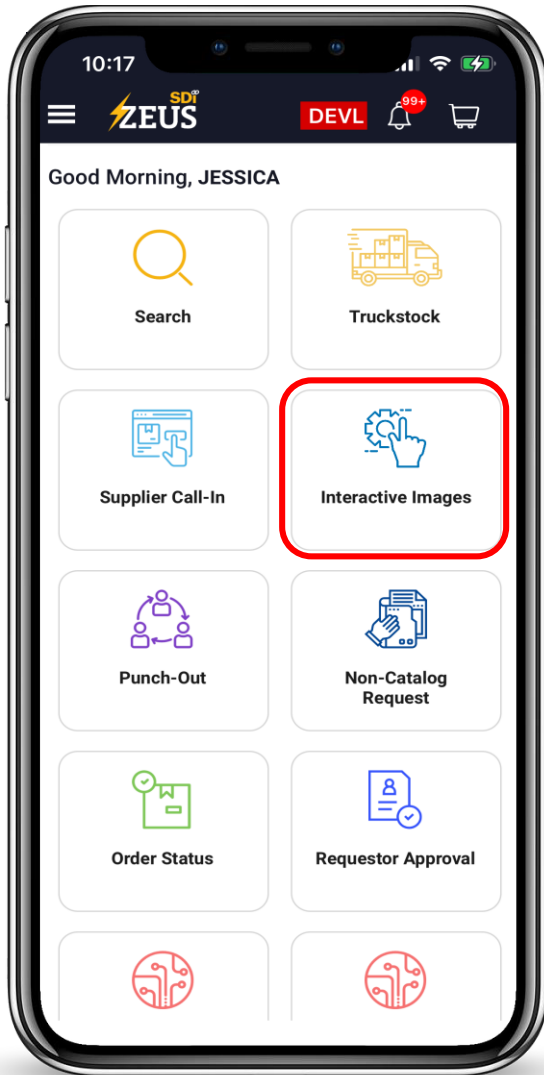 10:17
SDi
ZEUS
DEVL
99+
Good Morning, JESSICA
Search
Truckstock
Supplier Call-In
Interactive Images
Punch-Out
Non-Catalog
Request
Order Status
Requestor Approval